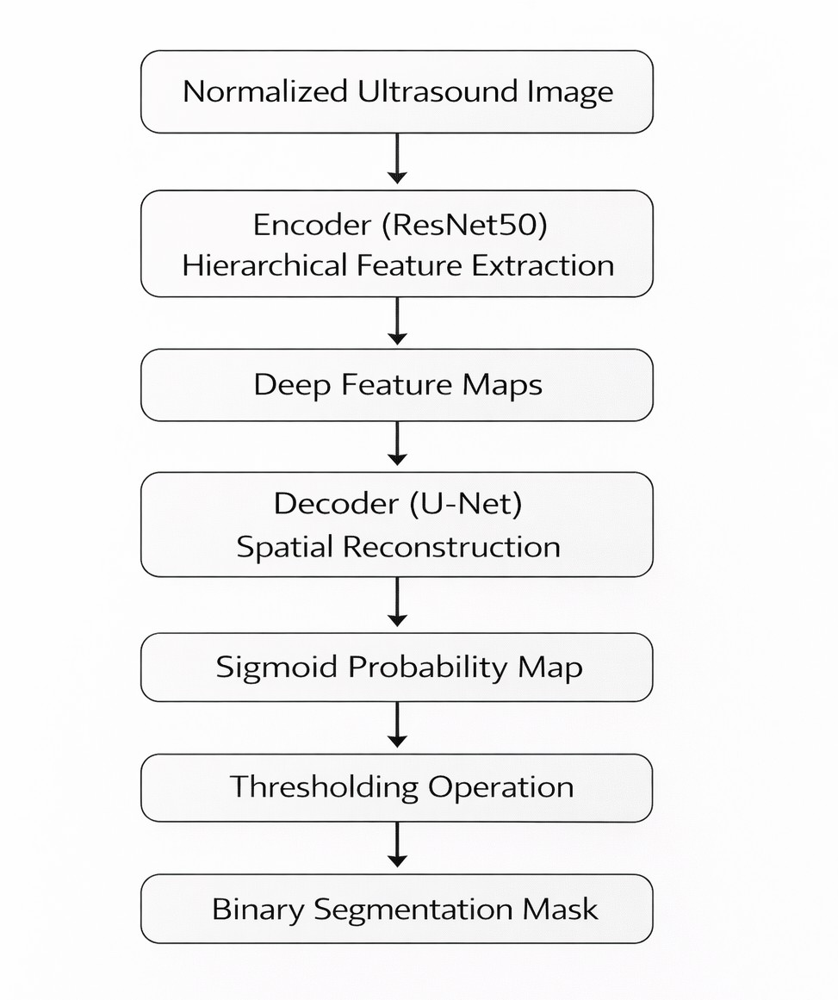 Normalized Ultrasound Image
Encoder (ResNet50)
Hierarchical Feature Extraction
Deep Feature Maps
Decoder (U-Net)
Spatial Reconstruction
Sigmoid Probability Map
Thresholding Operation
Binary Segmentation Mask